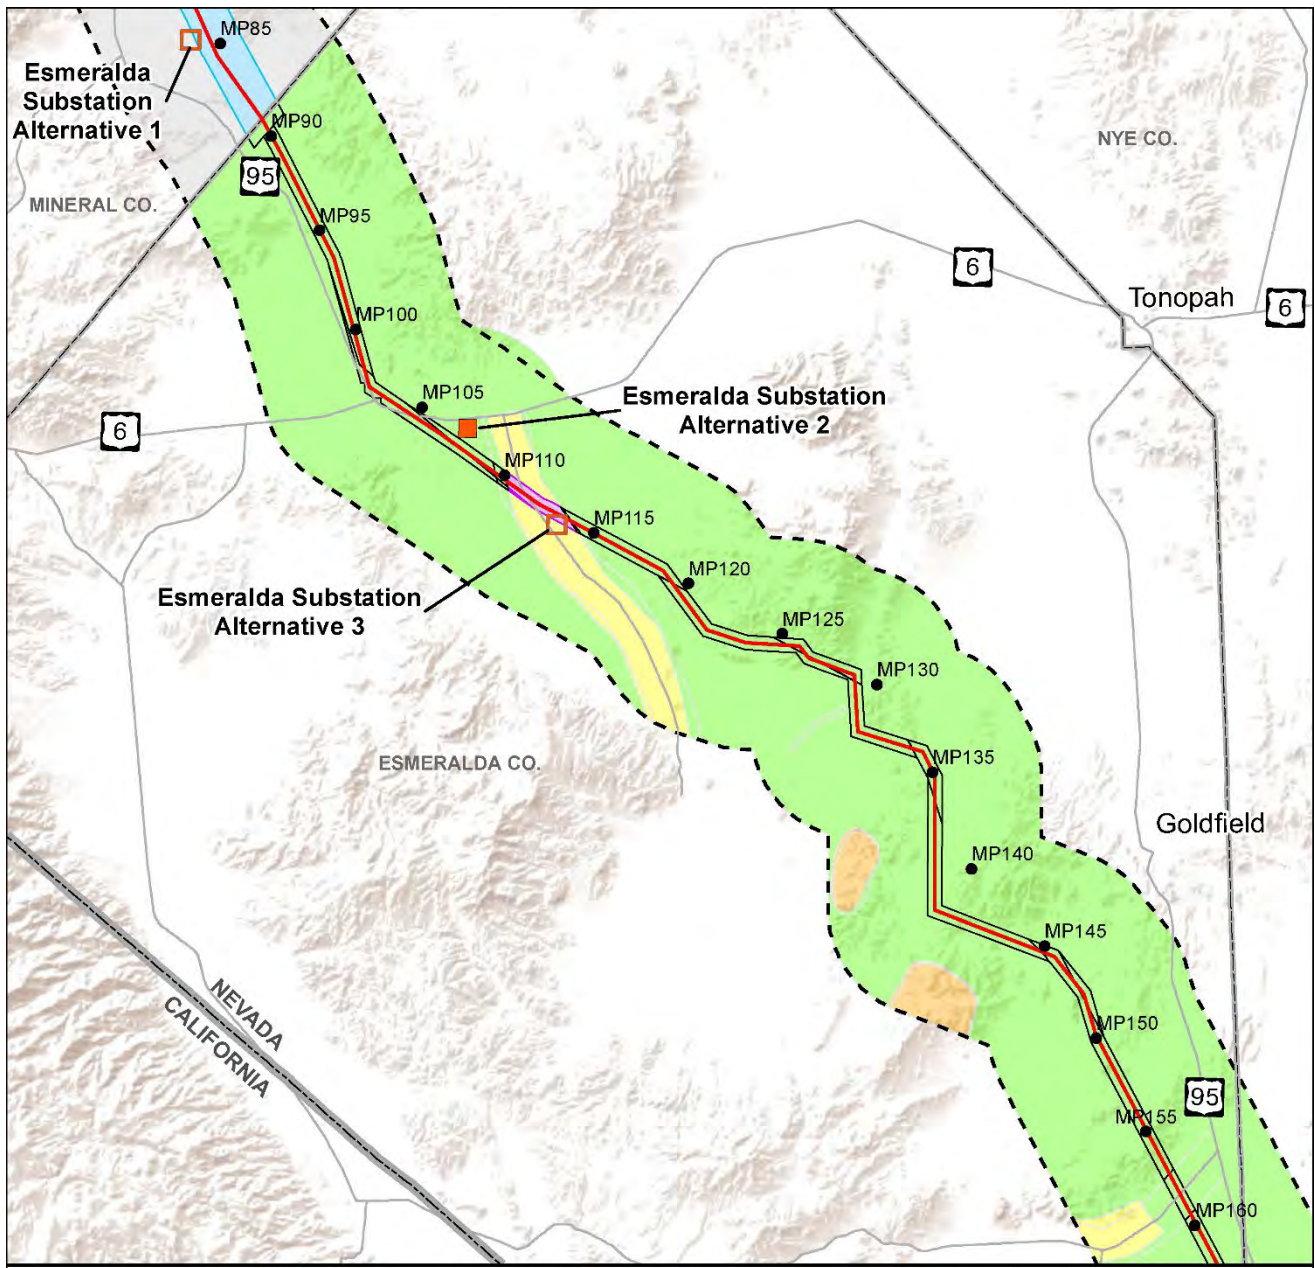 MP85
Esmeralda
Substation
Alternative 1
MP90
NYE CO.
95
MINERAL CO.
MP95
6
Tonopah
6
MP100
MP105
Esmeralda Substation
Alternative 2
6
MP110
MP115
MP120
Esmeralda Substation
Alternative 3
MP125
MP130
ESMERALDA CO.
MP135
Goldfield
MP140
MP145
NEVADA
CALIFORNIA
MP150
95
MP155
MP160